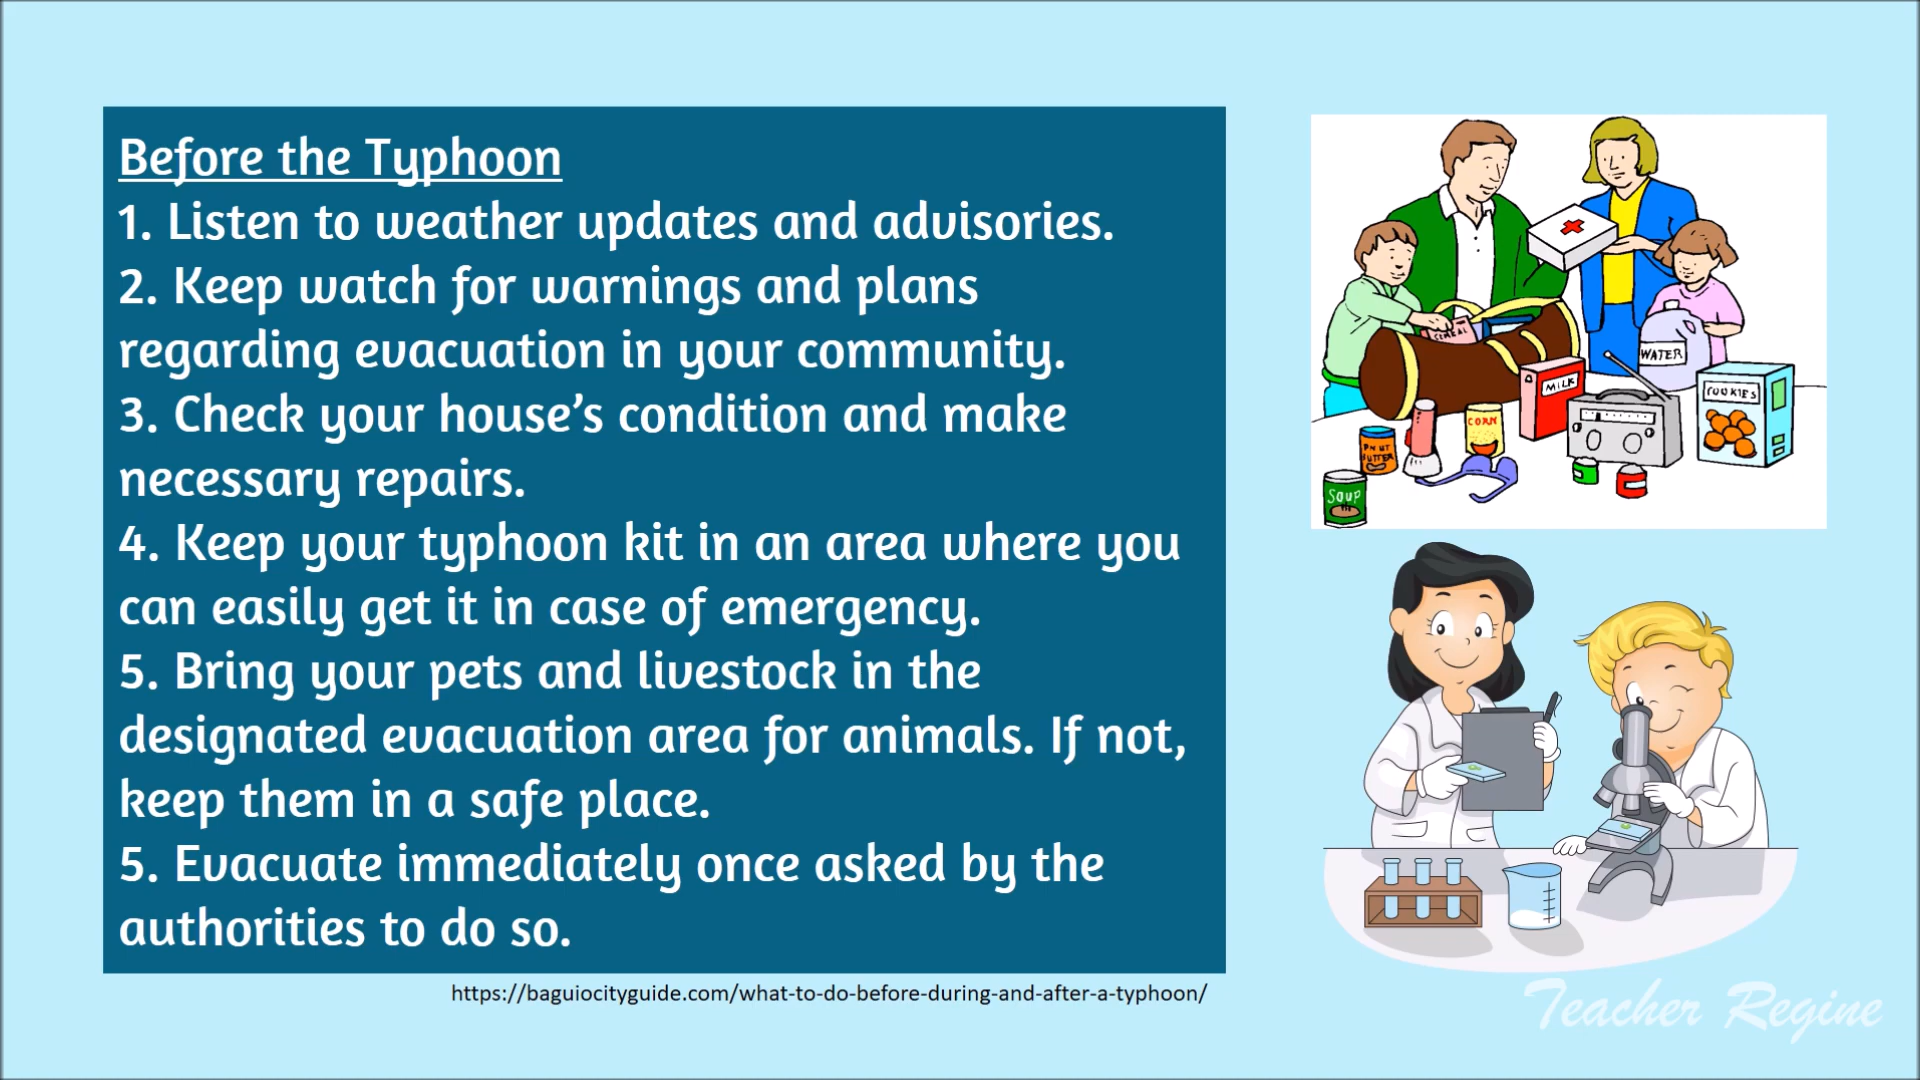 Before the Typhoon
1. Listen to weather updates and advisories.
2. Keep watch for warnings and plans
regarding evacuation in your community.
3. Check your house’s condition and make
necessary repairs.
4. Keep your typhoon kit in an area where you
can easily get it in case of emergency.
5. Bring your pets and livestock in the
designated evacuation area for animals. If not,
keep them in a safe place.
5. Evacuate immediately once asked by the
authorities to do so.
https://baguiocityguide.com/what-to-do-before-during-and-after-a-typhoon/
CEREAL
WATER
MILK
COOKIES
CORN
PNUT
BUTTER
SOUP
Teacher Regine